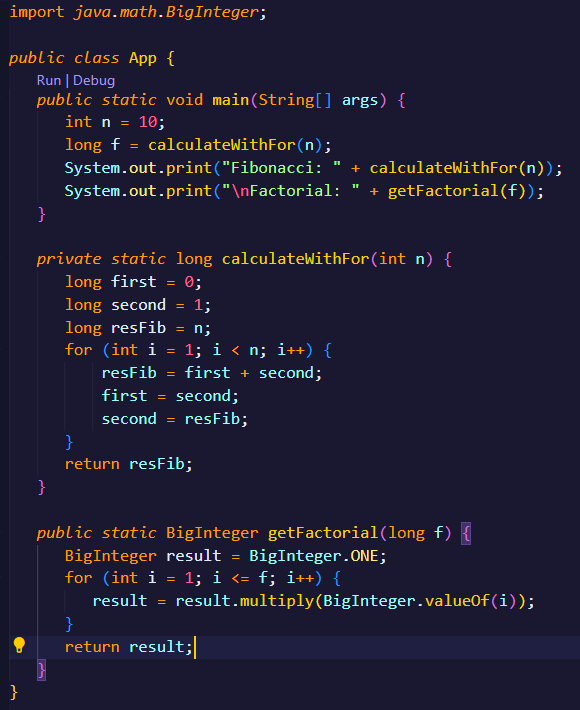 import java.math.BigInteger;
public class App {
Run | Debug
public static void main(String[] args) {
int n = 10;
long f = calculateWithFor(n);
System.out.print("Fibonacci: " + calculateWithFor(n));
System.out.print("\nFactorial: " + getFactorial(f));
}
private static long calculateWithFor(int n) {
long first = 0;
long second = 1;
long resFib = n;
for (int i = 1; i < n; i++) {
resFib = first + second;
first = second;
second = resFib;
}
return resFib;
}
public static BigInteger getFactorial(long f) {
BigInteger result = BigInteger.ONE;
for (int i = 1; i <= f; i++) {
result = result.multiply(BigInteger.valueOf(i));
}
return result;
}
}